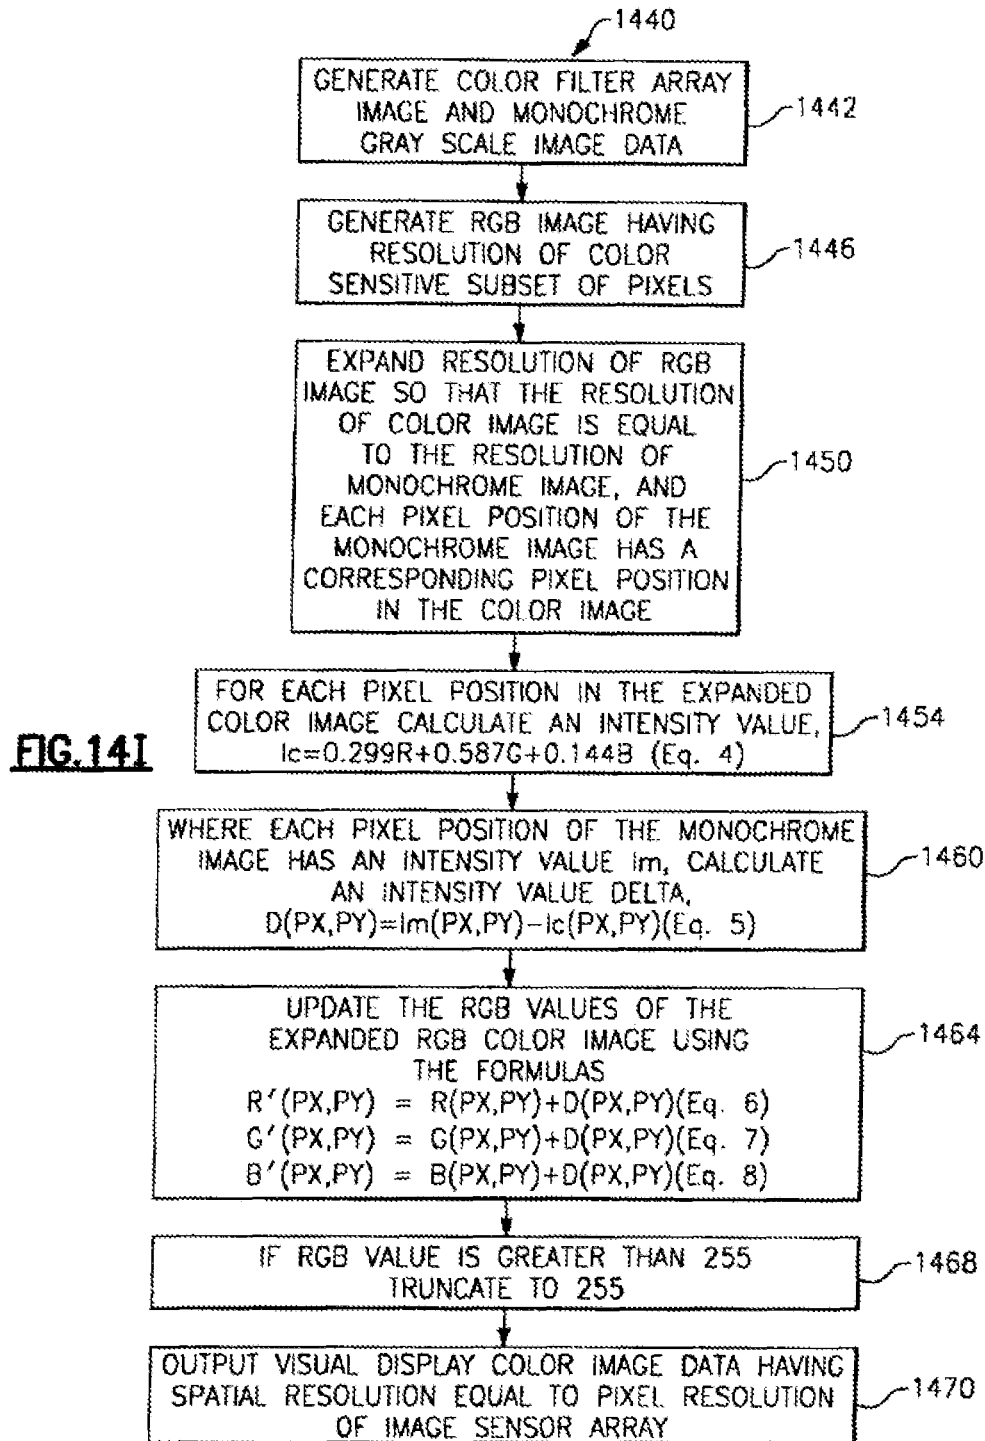 1440
GENERATE COLOR FILTER ARRAY
IMAGE AND MONOCHROME
GRAY SCALE IMAGE DATA
1442
GENERATE RGB IMAGE HAVING
RESOLUTION OF COLOR
SENSITIVE SUBSET OF PIXELS
1446
EXPAND RESOLUTION OF RGB
IMAGE SO THAT THE RESOLUTION
OF COLOR IMAGE IS EQUAL
TO THE RESOLUTION OF
MONOCHROME IMAGE, AND
EACH PIXEL POSITION OF THE
MONOCHROME IMAGE HAS A
CORRESPONDING PIXEL POSITION
IN THE COLOR IMAGE
1450
FOR EACH PIXEL POSITION IN THE EXPANDED
COLOR IMAGE CALCULATE AN INTENSITY VALUE,
Ic=0.299R+0.587G+0.144B (Eq. 4)
1454
FIG.14I
WHERE EACH PIXEL POSITION OF THE MONOCHROME
IMAGE HAS AN INTENSITY VALUE Im, CALCULATE
AN INTENSITY VALUE DELTA,
D(PX,PY)=Im(PX,PY)-Ic(PX,PY)(Eq. 5)
1460
UPDATE THE RGB VALUES OF THE
EXPANDED RGB COLOR IMAGE USING
THE FORMULAS
R'(PX,PY) = R(PX,PY)+D(PX,PY)(Eq. 6)
G'(PX,PY) = G(PX,PY)+D(PX,PY)(Eq. 7)
B'(PX,PY) = B(PX,PY)+D(PX,PY)(Eq. 8)
1464
IF RGB VALUE IS GREATER THAN 255
TRUNCATE TO 255
1468
OUTPUT VISUAL DISPLAY COLOR IMAGE DATA HAVING
SPATIAL RESOLUTION EQUAL TO PIXEL RESOLUTION
OF IMAGE SENSOR ARRAY
1470